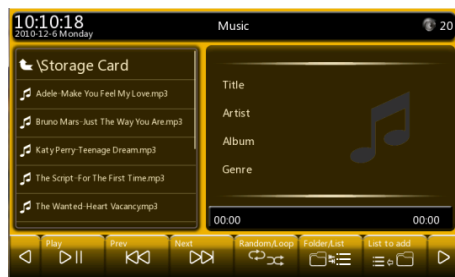 10:10:18
2010-12-6 Monday
Music
20
\Storage Card
Adele-Make You Feel My Love.mp3
Bruno Mars-Just The Way You Are.mp3
Katy Perry-Teenage Dream.mp3
The Script-For The First Time.mp3
The Wanted-Heart Vacancy.mp3
Title
Artist
Album
Genre
00:00
00:00
Play
Prev
Next
Random/Loop
Folder/List
List to add